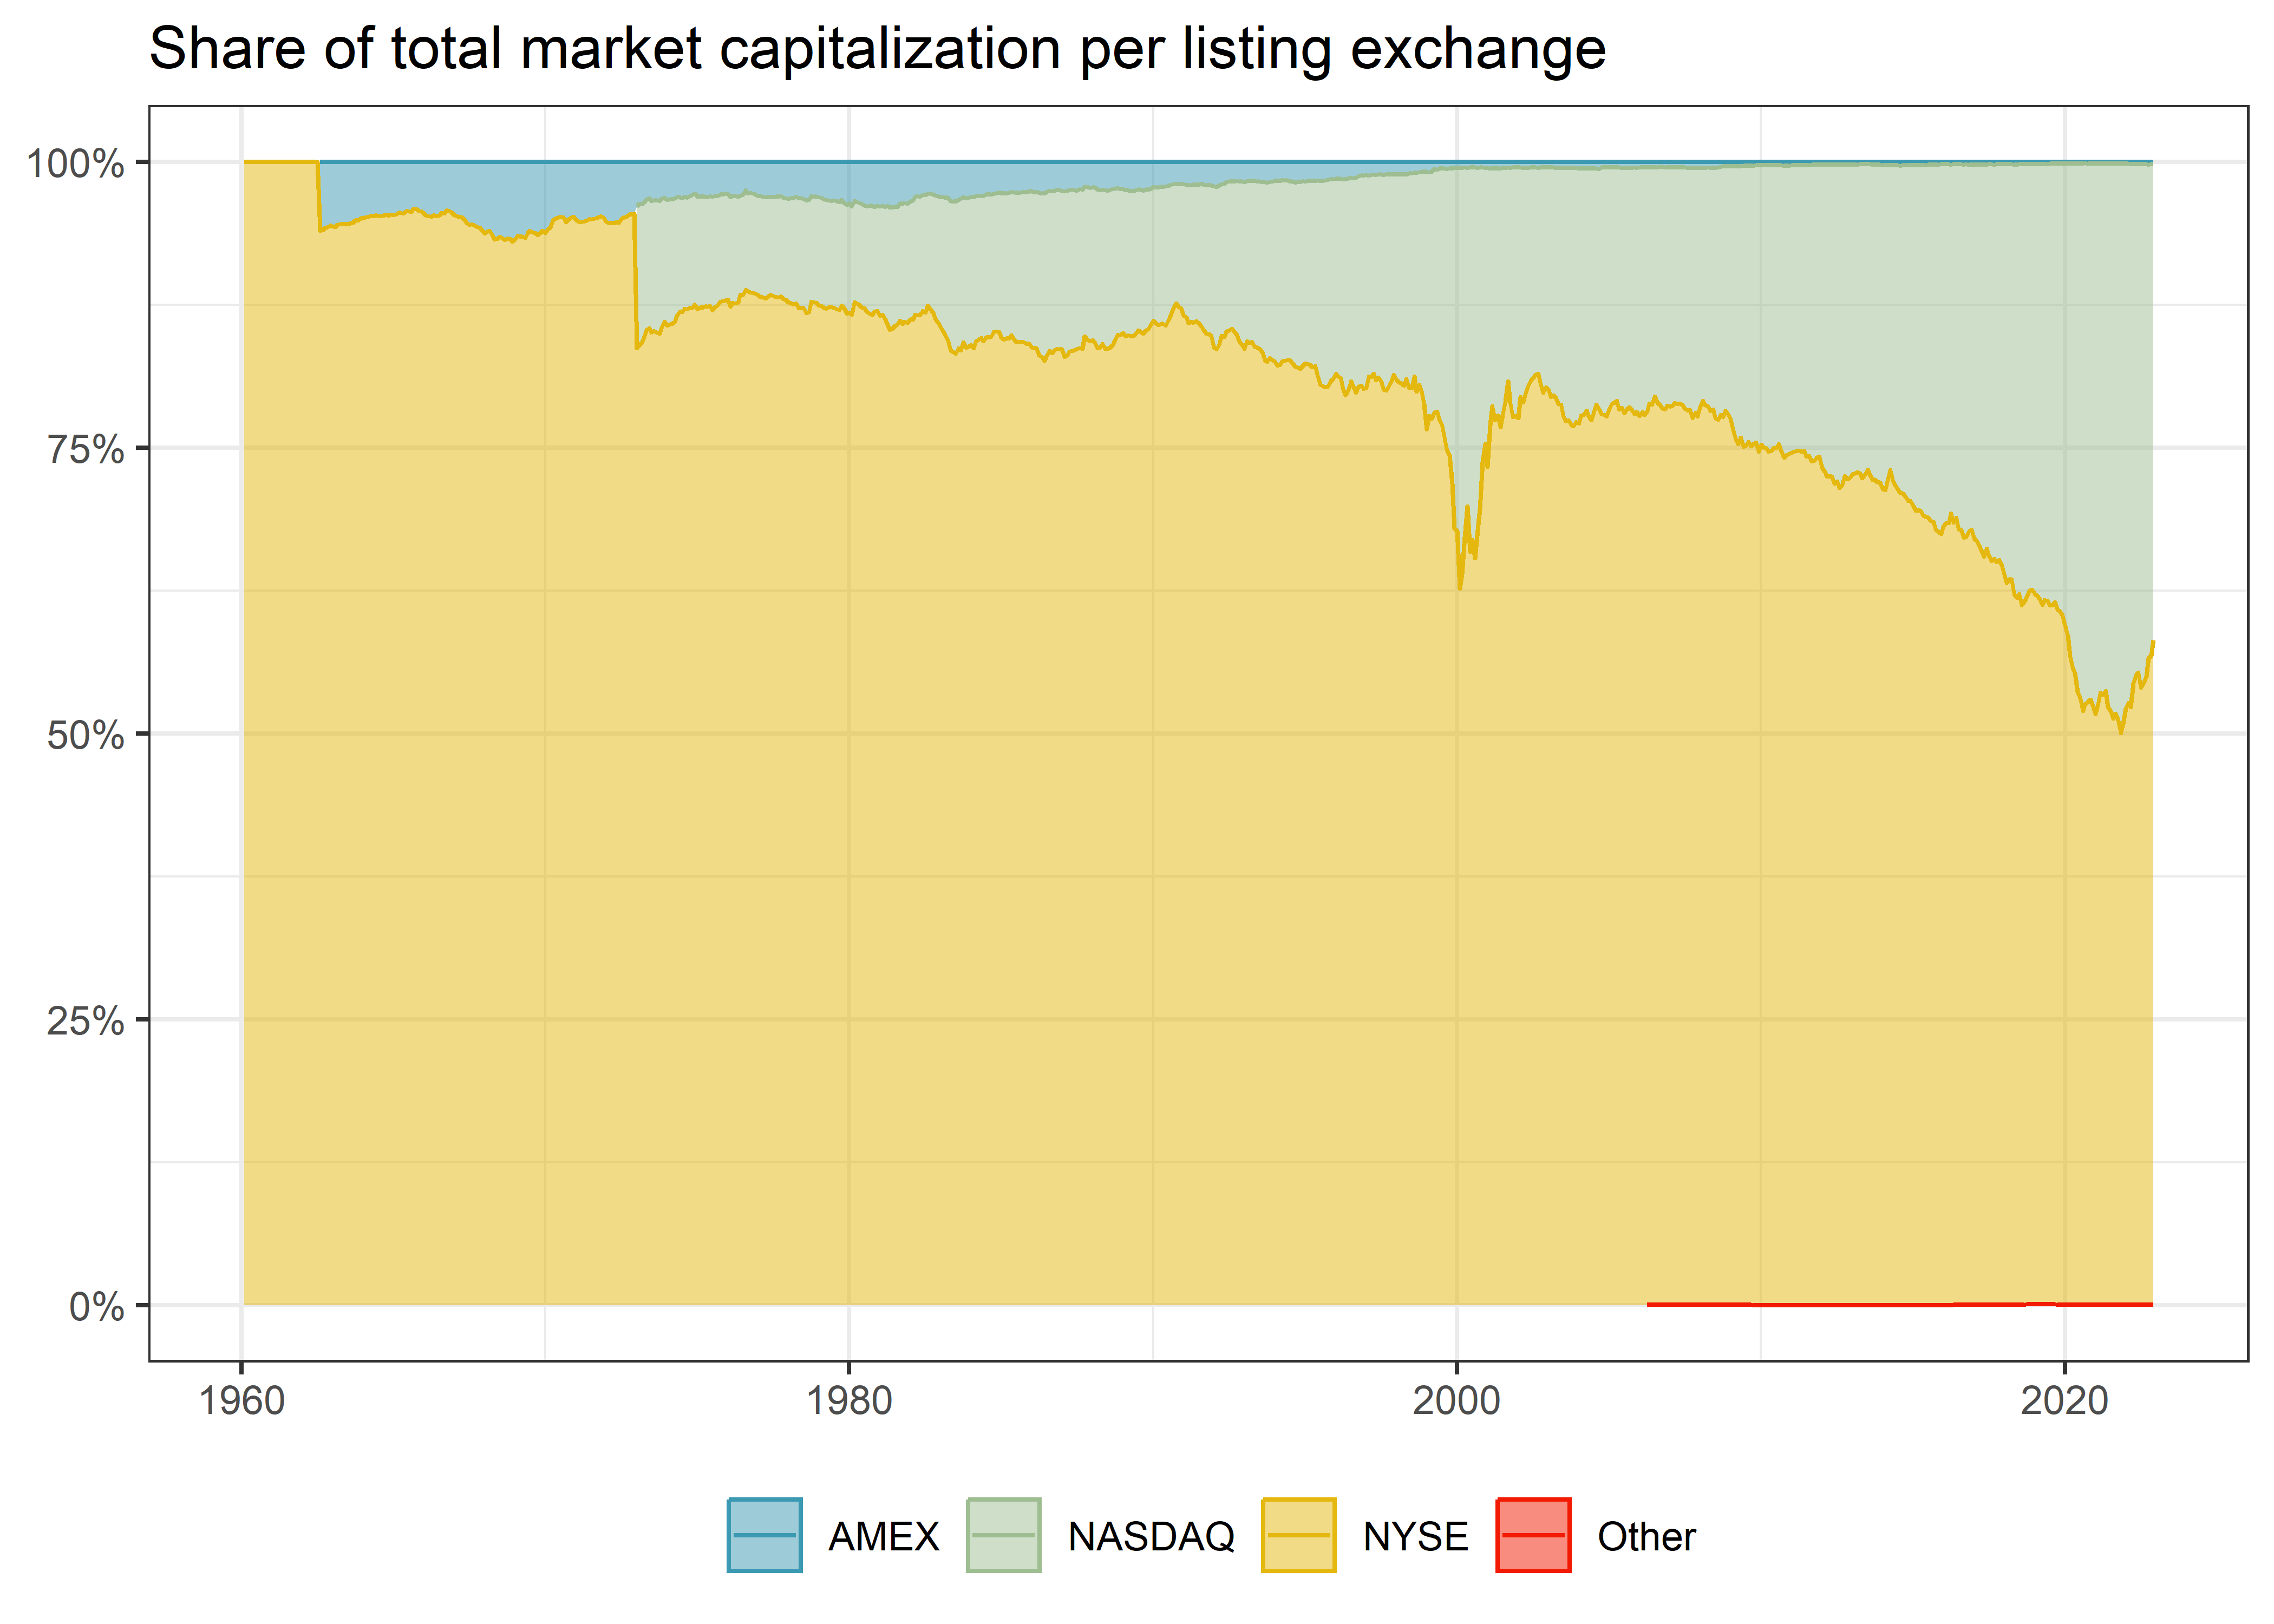 Share of total market capitalization per listing exchange
100%
75%
50%
25%
0%
1960 1980 2000 2020
AMEX NASDAQ NYSE Other